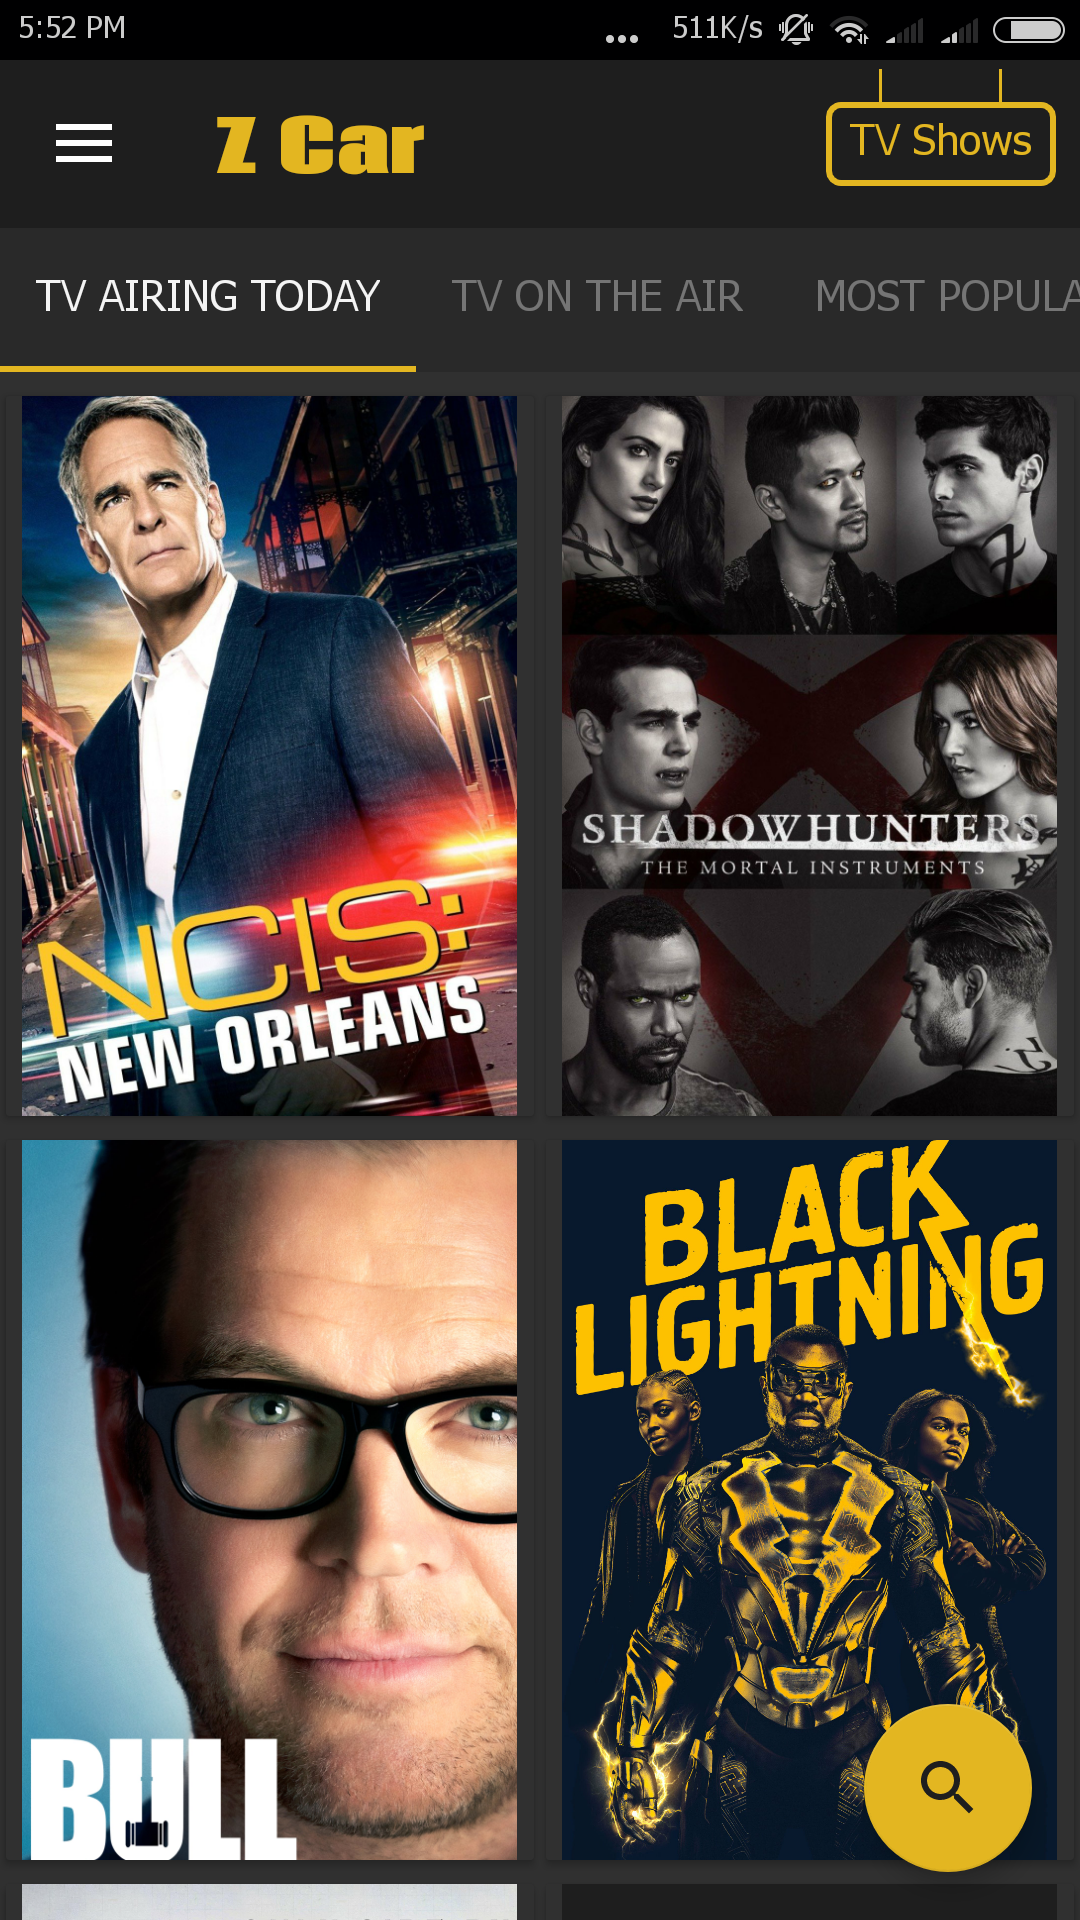 5:52 PM
511K/s
Z Car
TV Shows
TV AIRING TODAY
TV ON THE AIR
MOST POPULA
SHADOWHUNTERS
THE MORTAL INSTRUMENTS
NCIS:
NEW ORLEANS
BLACK
LIGHTNING
BULL